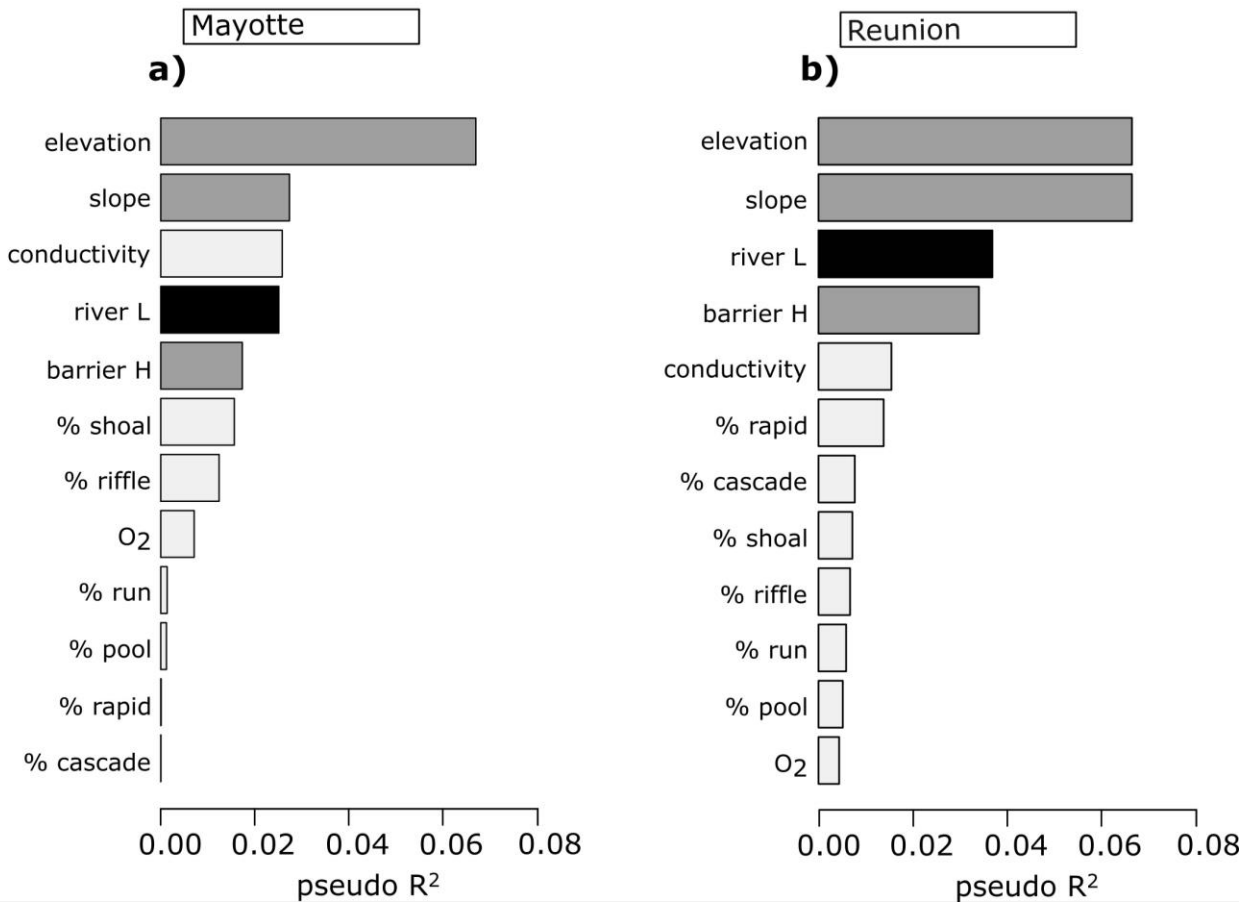 Mayotte
a)
elevation
slope
conductivity
river L
barrier H
% shoal
% riffle
O2
% run
% pool
% rapid
% cascade
0.00 0.02 0.04 0.06 0.08
pseudo R²
Reunion
b)
elevation
slope
river L
barrier H
conductivity
% rapid
% cascade
% shoal
% riffle
% run
% pool
O2
0.00 0.02 0.04 0.06 0.08
pseudo R²